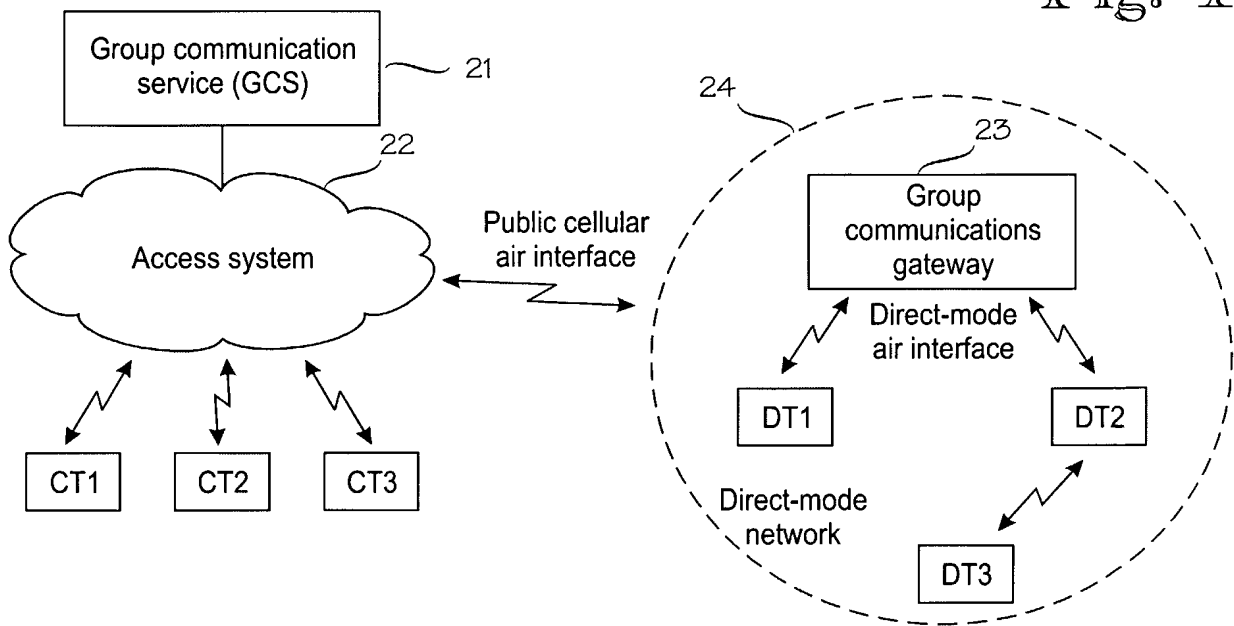 Group communication
service (GCS)
21
22
Access system
Public cellular
air interface
CT1
CT2
CT3
24
23
Group
communications
gateway
Direct-mode
air interface
DT1
DT2
Direct-mode
network
DT3